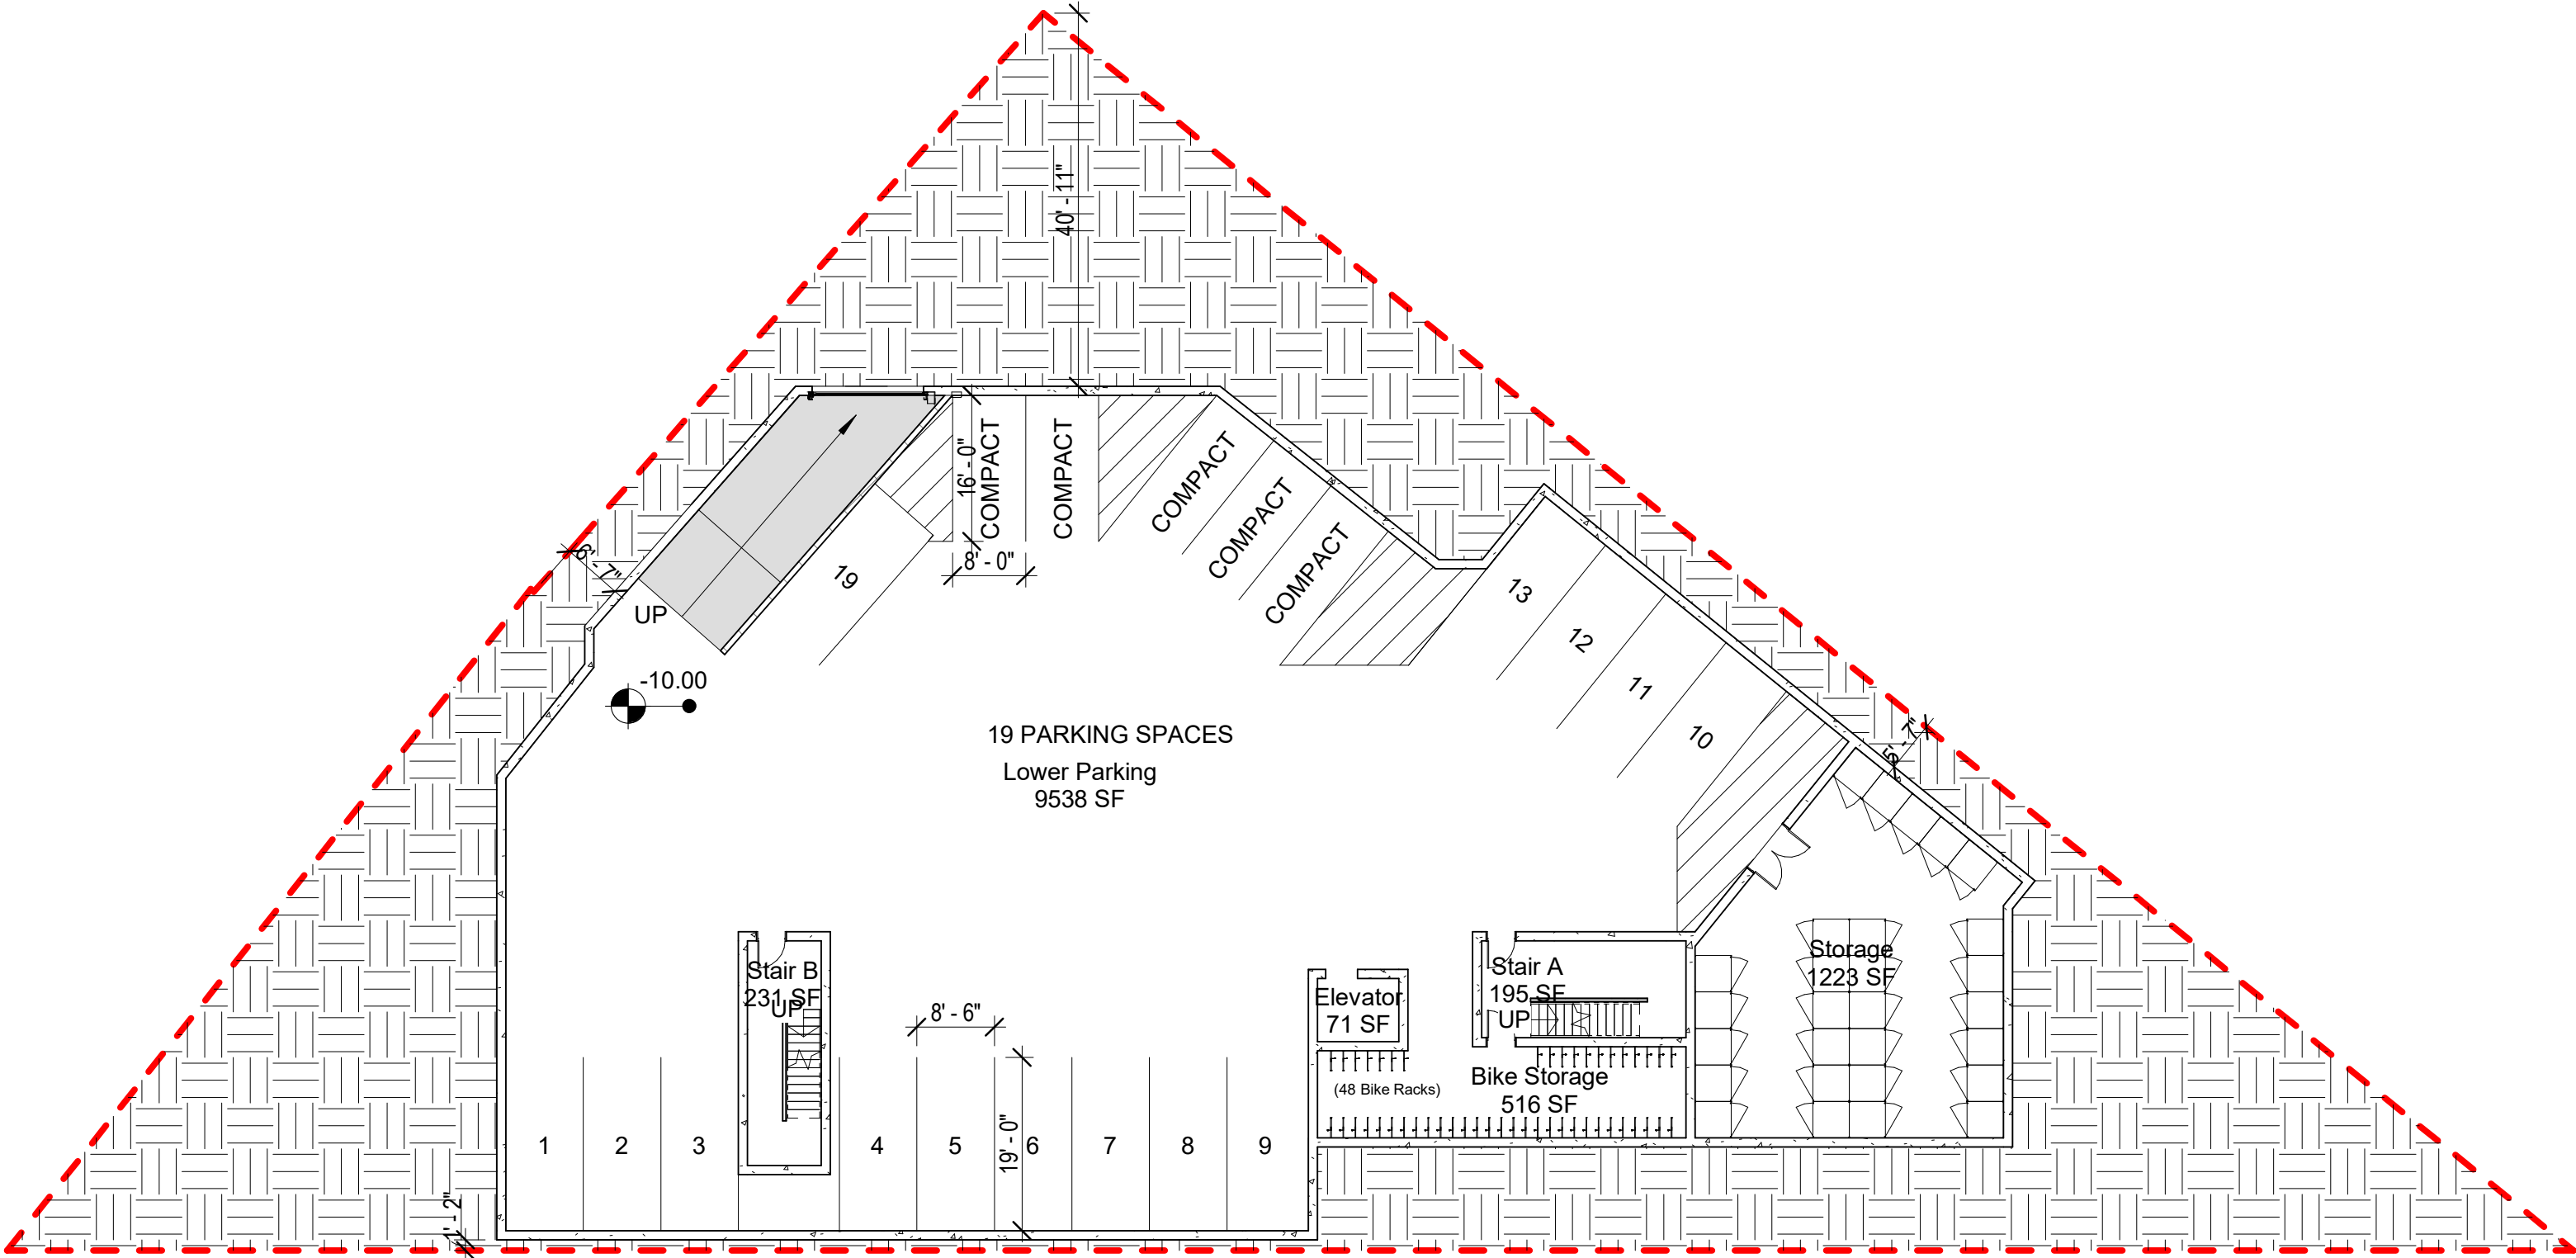 40' - 11"
COMPACT
COMPACT
16' - 0"
8' - 0"
COMPACT
COMPACT
COMPACT
6' - 7"
UP
19
13
12
11
10
-10.00
5' - 7"
19 PARKING SPACES
Lower Parking
9538 SF
Stair B
231 SF
UP
8' - 6"
Elevator
71 SF
Stair A
195 SF
UP
Storage
1223 SF
(48 Bike Racks)
Bike Storage
516 SF
19' - 0"
1
2
3
4
5
6
7
8
9
1' - 2"